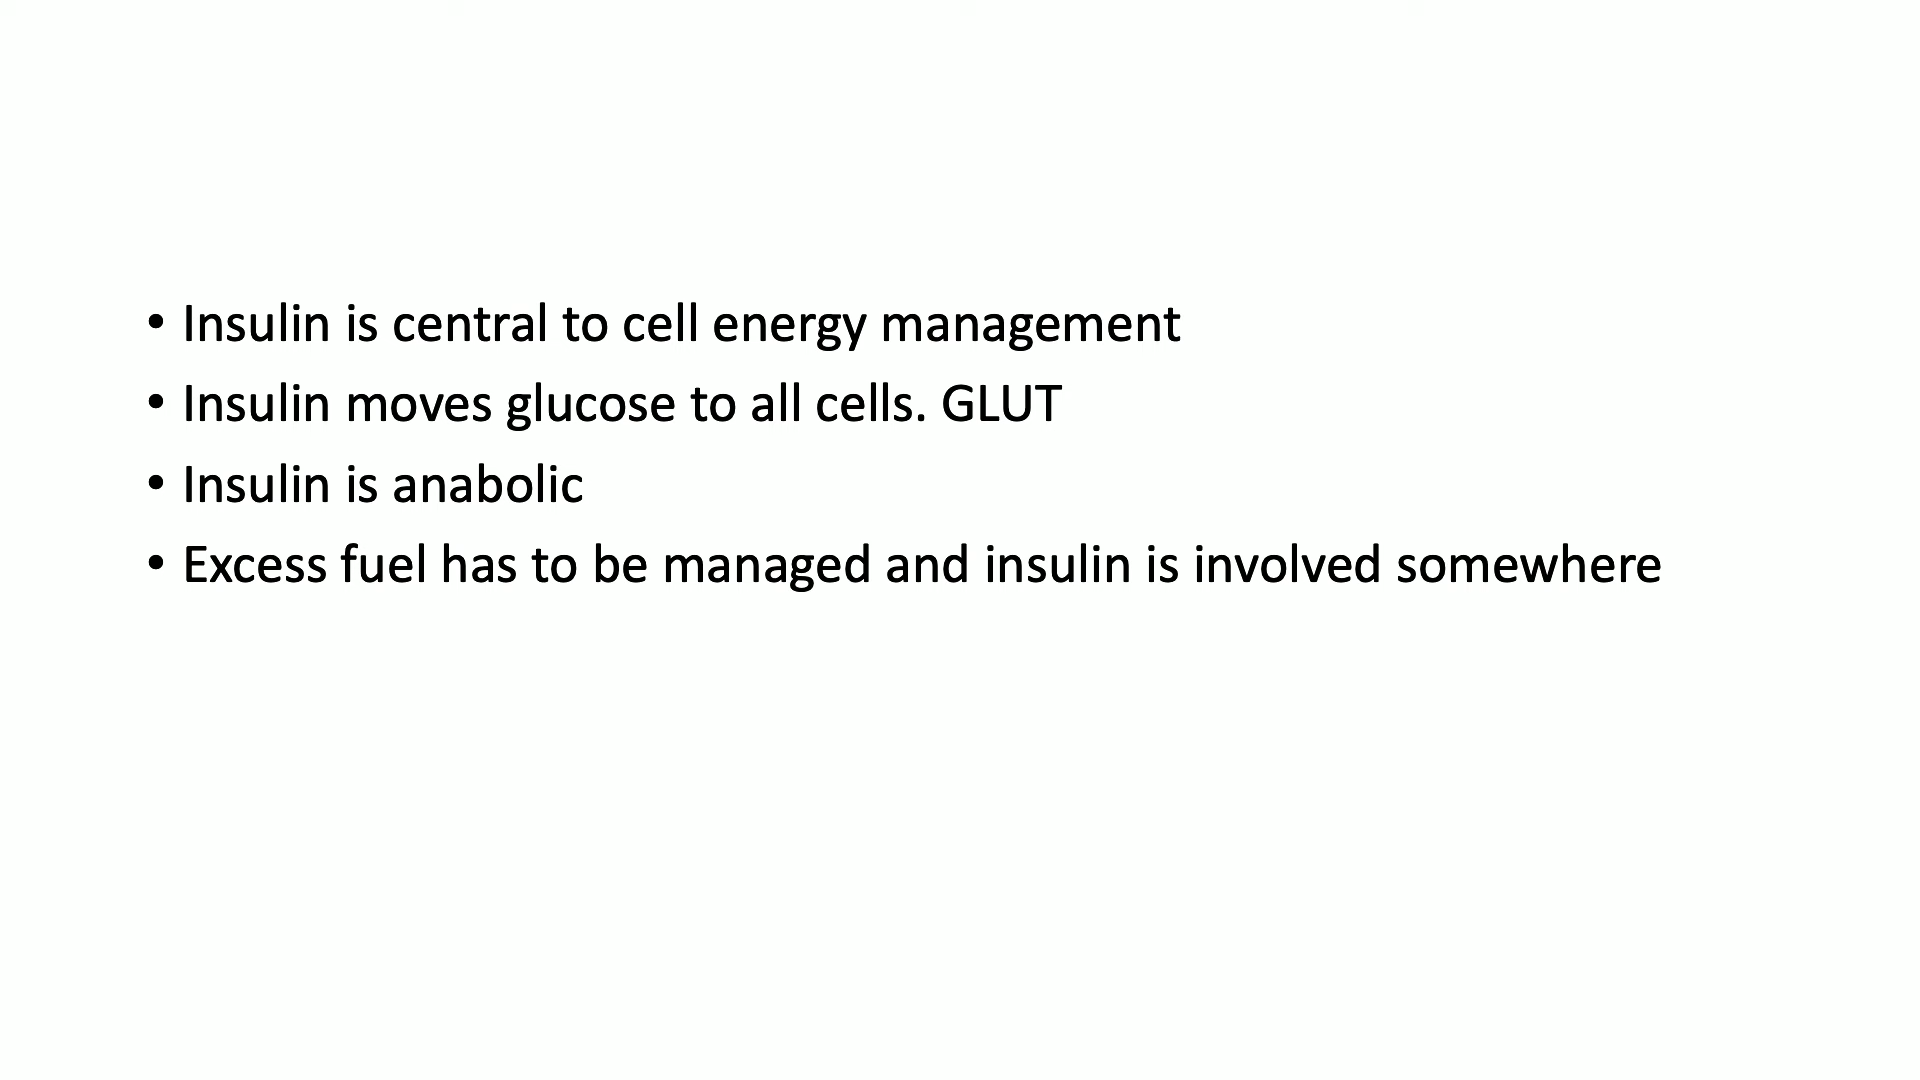 • Insulin is central to cell energy management
• Insulin moves glucose to all cells. GLUT
• Insulin is anabolic
• Excess fuel has to be managed and insulin is involved somewhere